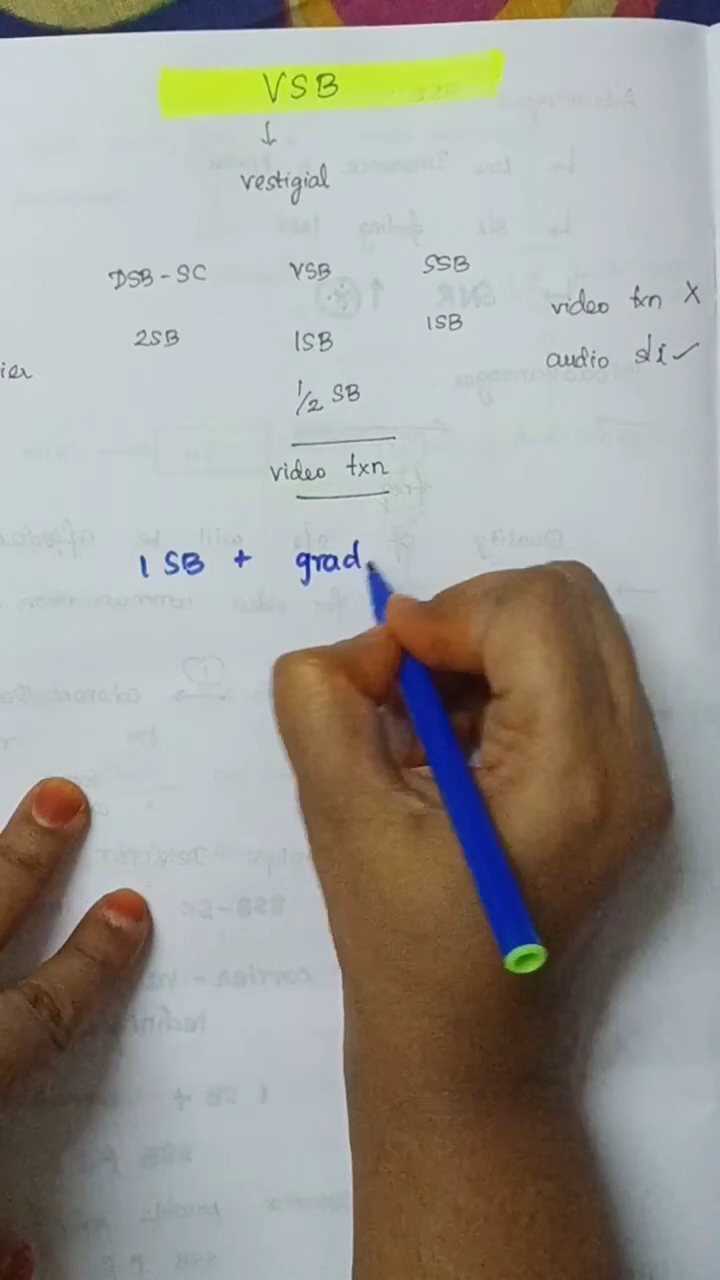 VSB
↓
vestigial
DSB-SC VSB SSB
2SB 1SB 1SB
video txn X
audio ✓
ier
1/2 SB
video txn
1 SB + grad